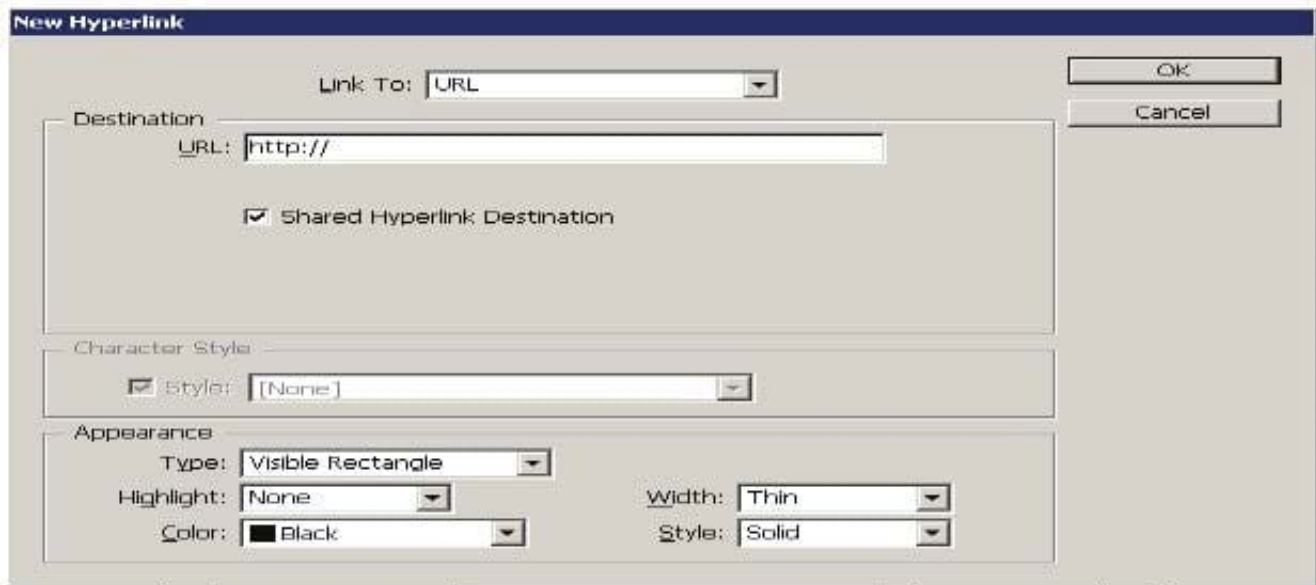 New Hyperlink
Link To: URL
OK
Cancel
Destination
URL: http://
Shared Hyperlink Destination
Character Style
Style: [None]
Appearance
Type: Visible Rectangle
Highlight: None
Width: Thin
Color: Black
Style: Solid